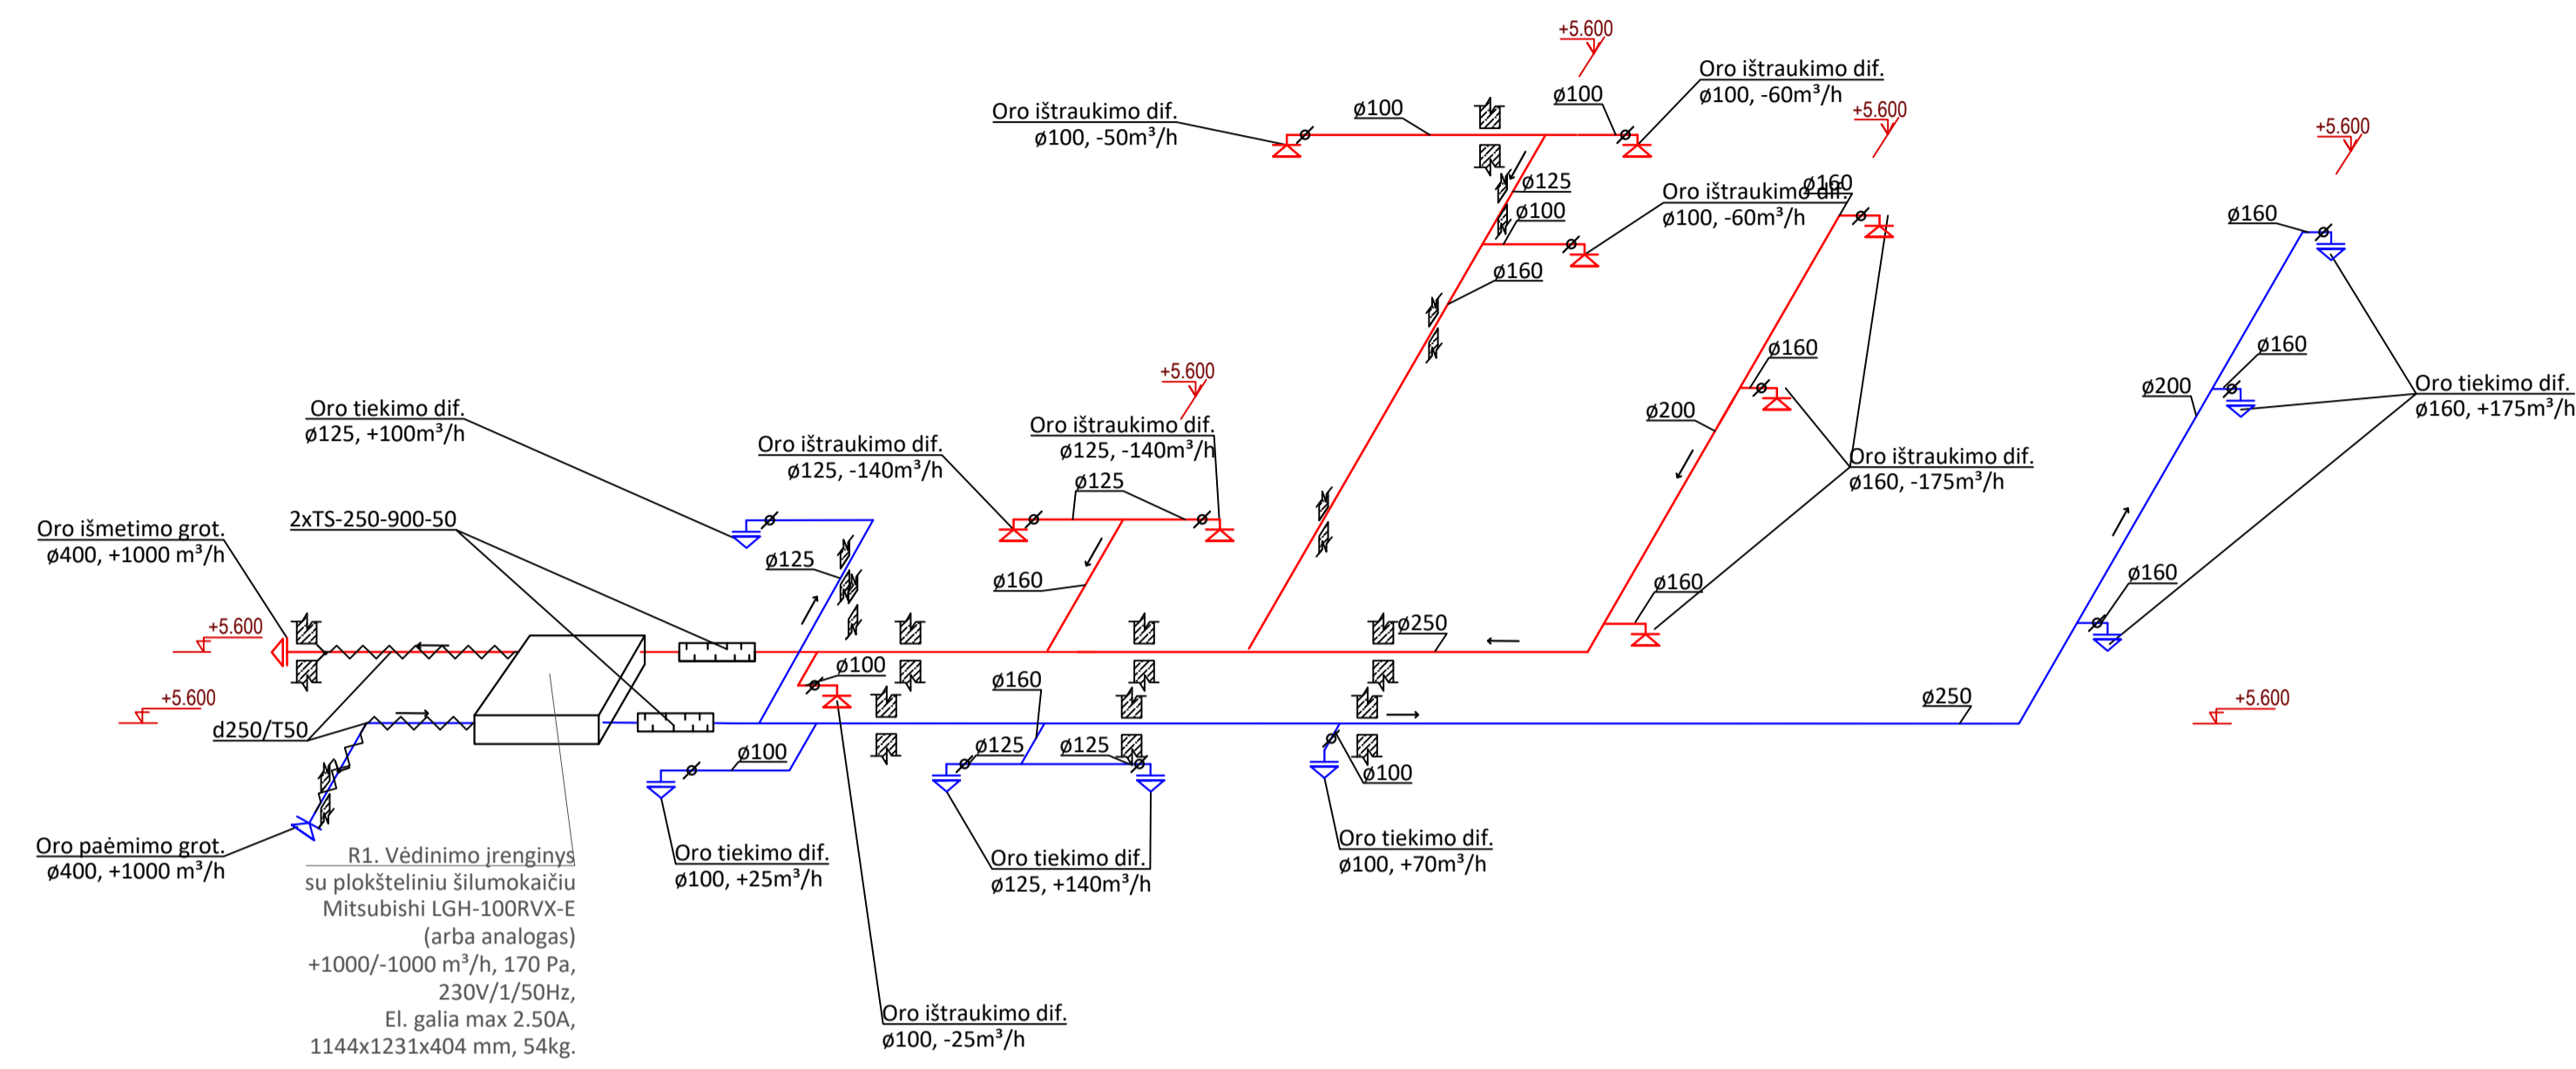 +5.600
Oro ištraukimo dif.
ø100, -60m³/h
ø100
ø100
Oro ištraukimo dif.
ø100, -50m³/h
+5.600
+5.600
ø125
ø100
Oro ištraukimo dif.
ø100, -60m³/h
ø160
ø160
ø160
ø160
ø160
ø200
ø200
Oro tiekimo dif.
ø160, +175m³/h
+5.600
Oro tiekimo dif.
ø125, +100m³/h
Oro ištraukimo dif.
ø125, -140m³/h
Oro ištraukimo dif.
ø125, -140m³/h
ø125
Oro ištraukimo dif.
ø160, -175m³/h
2xTS-250-900-50
Oro išmetimo grot.
ø400, +1000 m³/h
ø125
ø160
ø160
ø160
+5.600
ø250
ø100
ø160
+5.600
d250/T50
ø250
+5.600
ø100
ø125
ø125
ø100
Oro paėmimo grot.
ø400, +1000 m³/h
R1. Vėdinimo įrenginys
su plokšteliniu šilumokaičiu
Mitsubishi LGH-100RVX-E
(arba analogas)
+1000/-1000 m³/h, 170 Pa,
230V/1/50Hz,
El. galia max 2.50A,
1144x1231x404 mm, 54kg.
Oro tiekimo dif.
ø100, +25m³/h
Oro tiekimo dif.
ø125, +140m³/h
Oro tiekimo dif.
ø100, +70m³/h
Oro ištraukimo dif.
ø100, -25m³/h